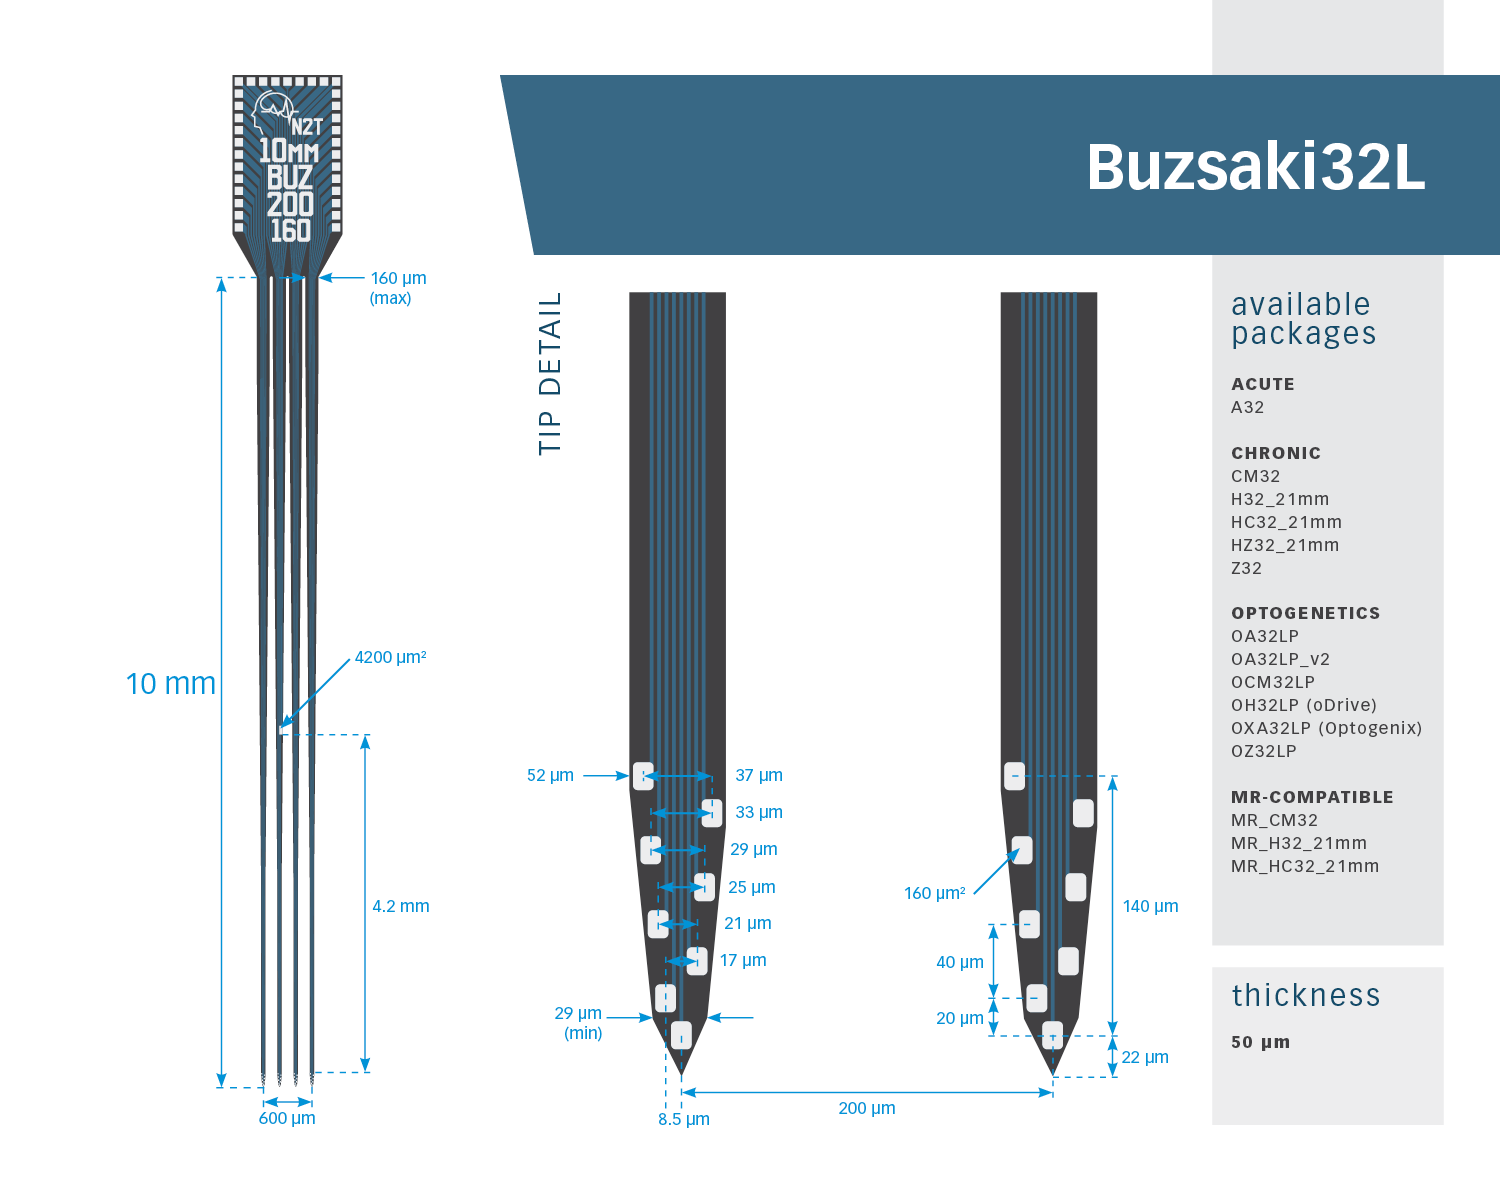 N2T
10MM
BUZ
200
160
160 µm
(max)
10 mm
4200 µm²
4.2 mm
600 µm
Buzsaki32L
TIP DETAIL
52 µm
37 µm
33 µm
29 µm
25 µm
21 µm
17 µm
29 µm
(min)
8.5 µm
200 µm
160 µm²
40 µm
20 µm
140 µm
22 µm
available
packages
ACUTE
A32
CHRONIC
CM32
H32_21mm
HC32_21mm
HZ32_21mm
Z32
OPTOGENETICS
OA32LP
OA32LP_v2
OCM32LP
OH32LP (oDrive)
OXA32LP (Optogenix)
OZ32LP
MR-COMPATIBLE
MR_CM32
MR_H32_21mm
MR_HC32_21mm
thickness
50 µm